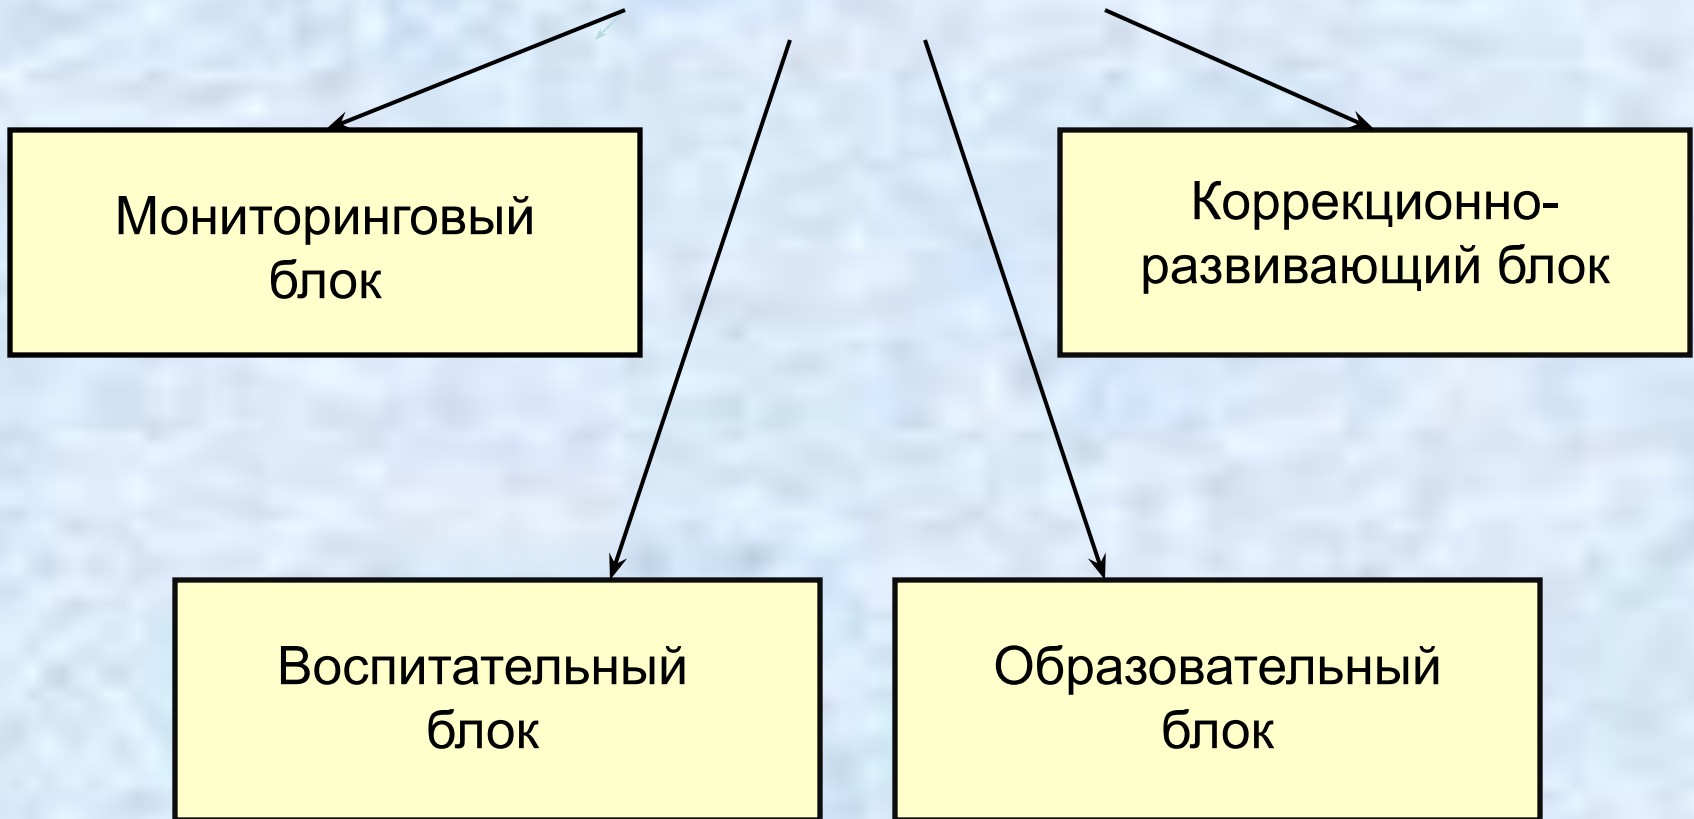 Мониторинговый
блок
Коррекционно-
развивающий блок
Воспитательный
блок
Образовательный
блок